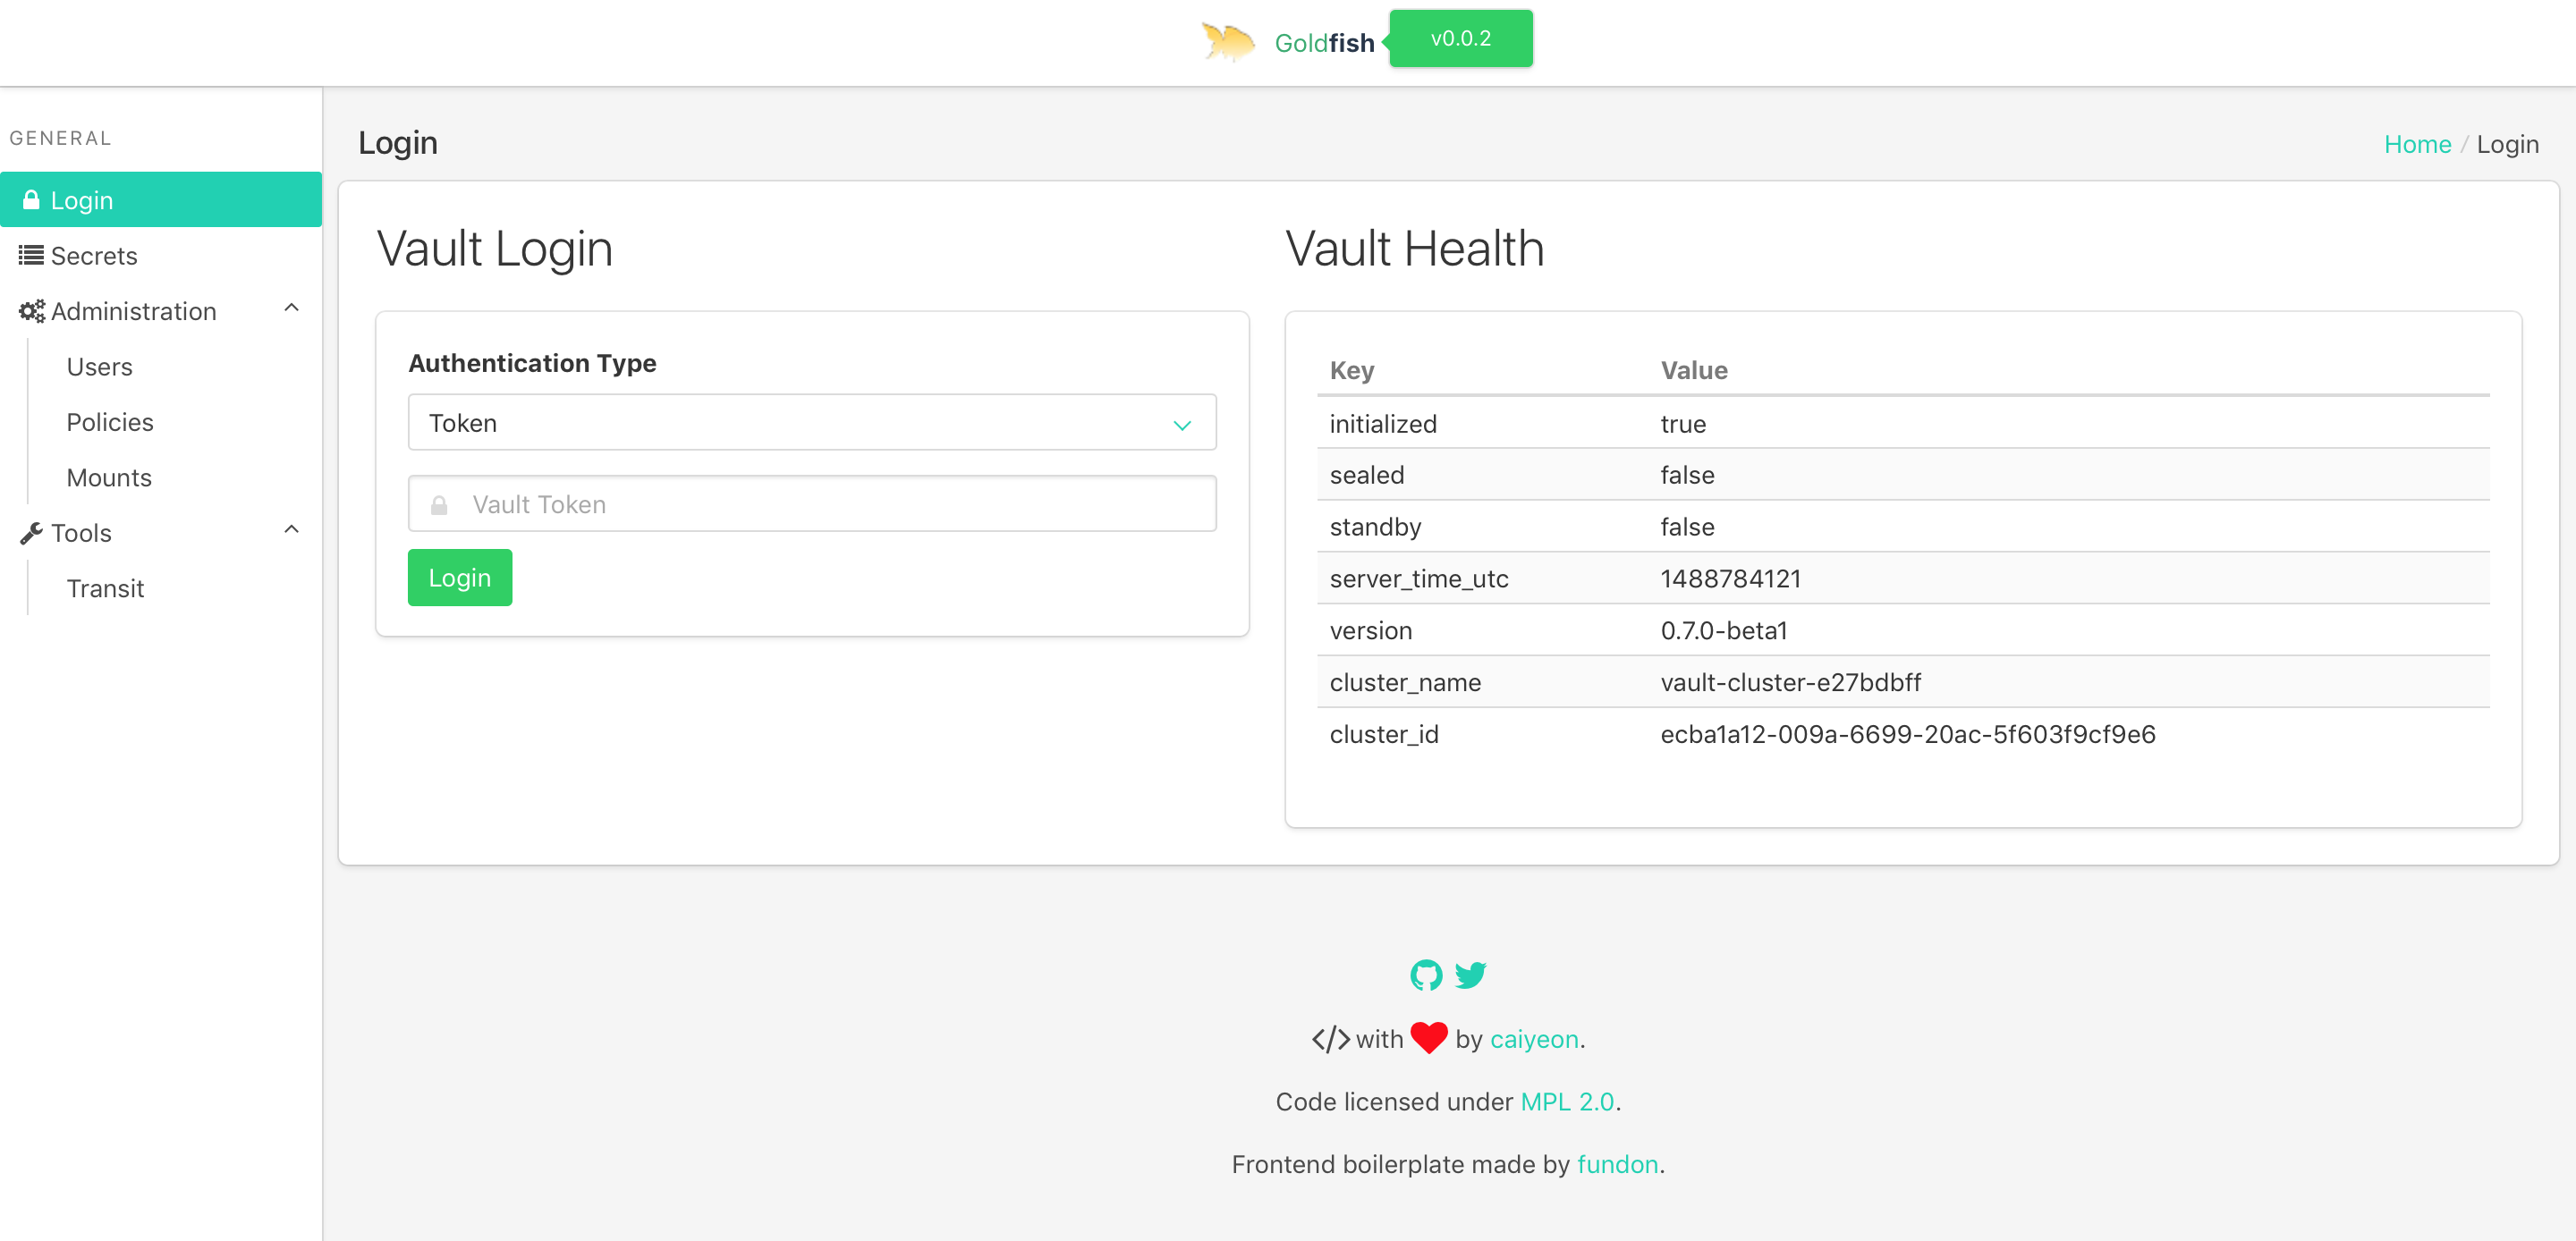 Goldfish v0.0.2
GENERAL
Login
Secrets
Administration
Users
Policies
Mounts
Tools
Transit
Login
Home / Login
Vault Login
Authentication Type
Token
Vault Token
Login
Vault Health
Key Value
initialized true
sealed false
standby false
server_time_utc 1488784121
version 0.7.0-beta1
cluster_name vault-cluster-e27bdbff
cluster_id ecba1a12-009a-6699-20ac-5f603f9cf9e6
</> with by caiyeon.
Code licensed under MPL 2.0.
Frontend boilerplate made by fundon.